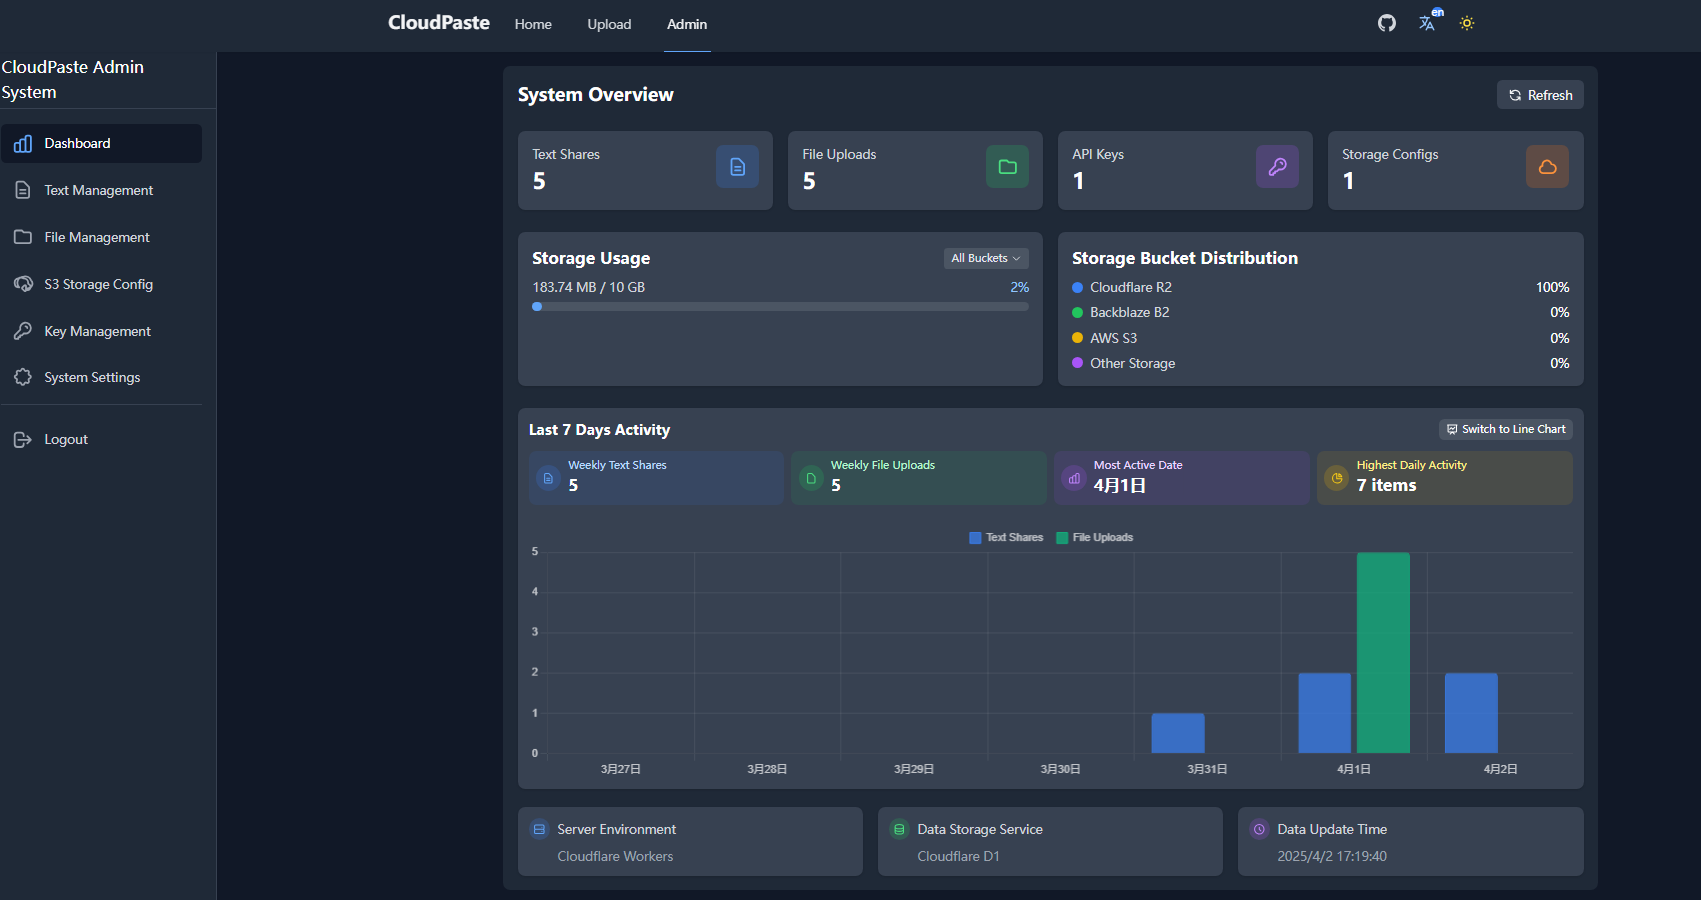 CloudPaste
Home
Upload
Admin
en
CloudPaste Admin
System
Dashboard
Text Management
File Management
S3 Storage Config
Key Management
System Settings
Logout
System Overview
Refresh
Text Shares
5
File Uploads
5
API Keys
1
Storage Configs
1
Storage Usage
All Buckets
183.74 MB / 10 GB
2%
Storage Bucket Distribution
Cloudflare R2
100%
Backblaze B2
0%
AWS S3
0%
Other Storage
0%
Last 7 Days Activity
Switch to Line Chart
Weekly Text Shares
5
Weekly File Uploads
5
Most Active Date
4月1日
Highest Daily Activity
7 items
Text Shares
File Uploads
5
4
3
2
1
0
3月27日
3月28日
3月29日
3月30日
3月31日
4月1日
4月2日
Server Environment
Cloudflare Workers
Data Storage Service
Cloudflare D1
Data Update Time
2025/4/2 17:19:40